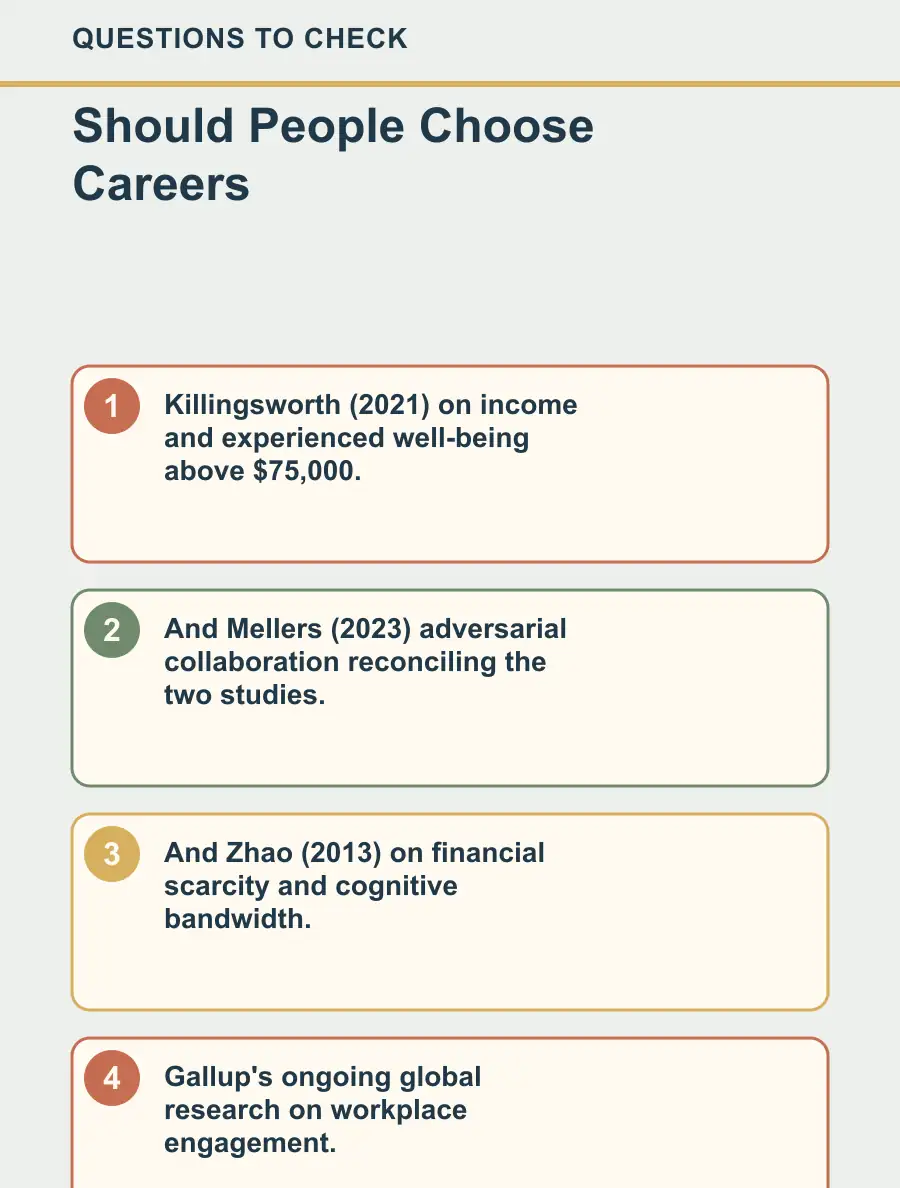 QUESTIONS TO CHECK
Should People Choose
Careers
1
Killingsworth (2021) on income
and experienced well-being
above $75,000.
2
And Mellers (2023) adversarial
collaboration reconciling the
two studies.
3
And Zhao (2013) on financial
scarcity and cognitive
bandwidth.
4
Gallup's ongoing global
research on workplace
engagement.